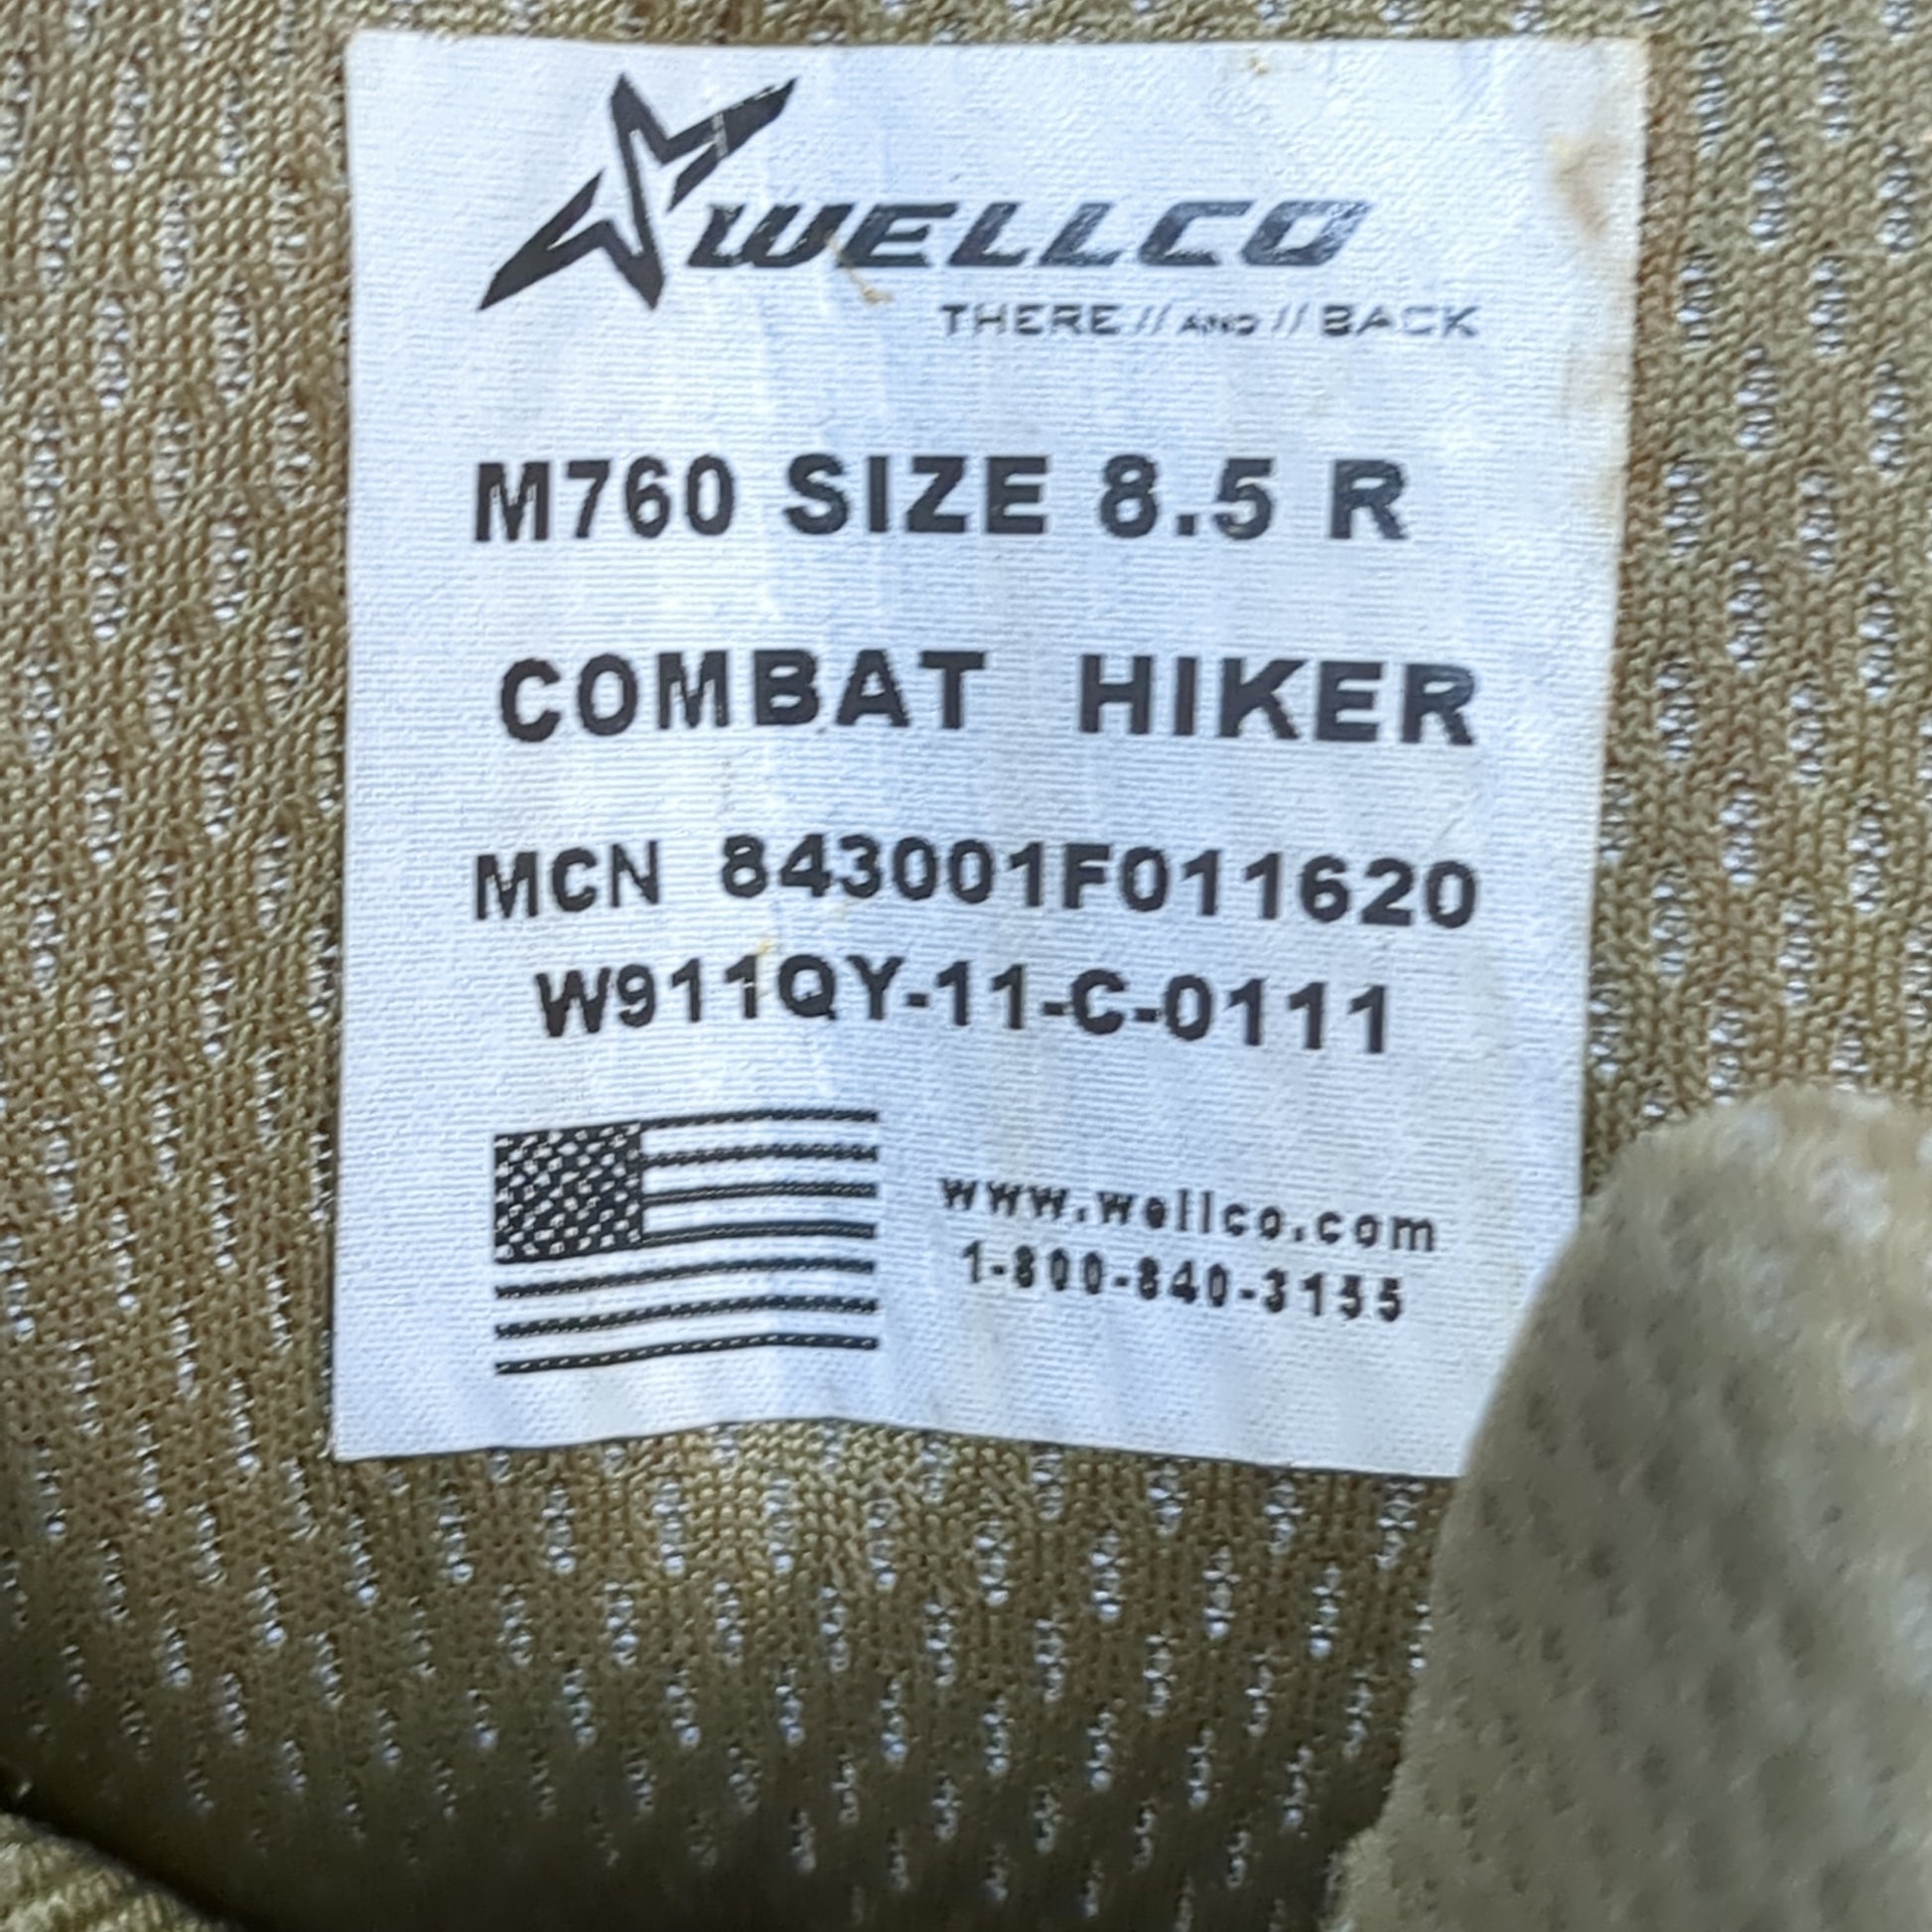 WELLCO
THERE // AND // BACK
M760 SIZE 8.5 R
COMBAT HIKER
MCN 843001F011620
W911QY-11-C-0111
www.wellco.com
1-800-840-3155